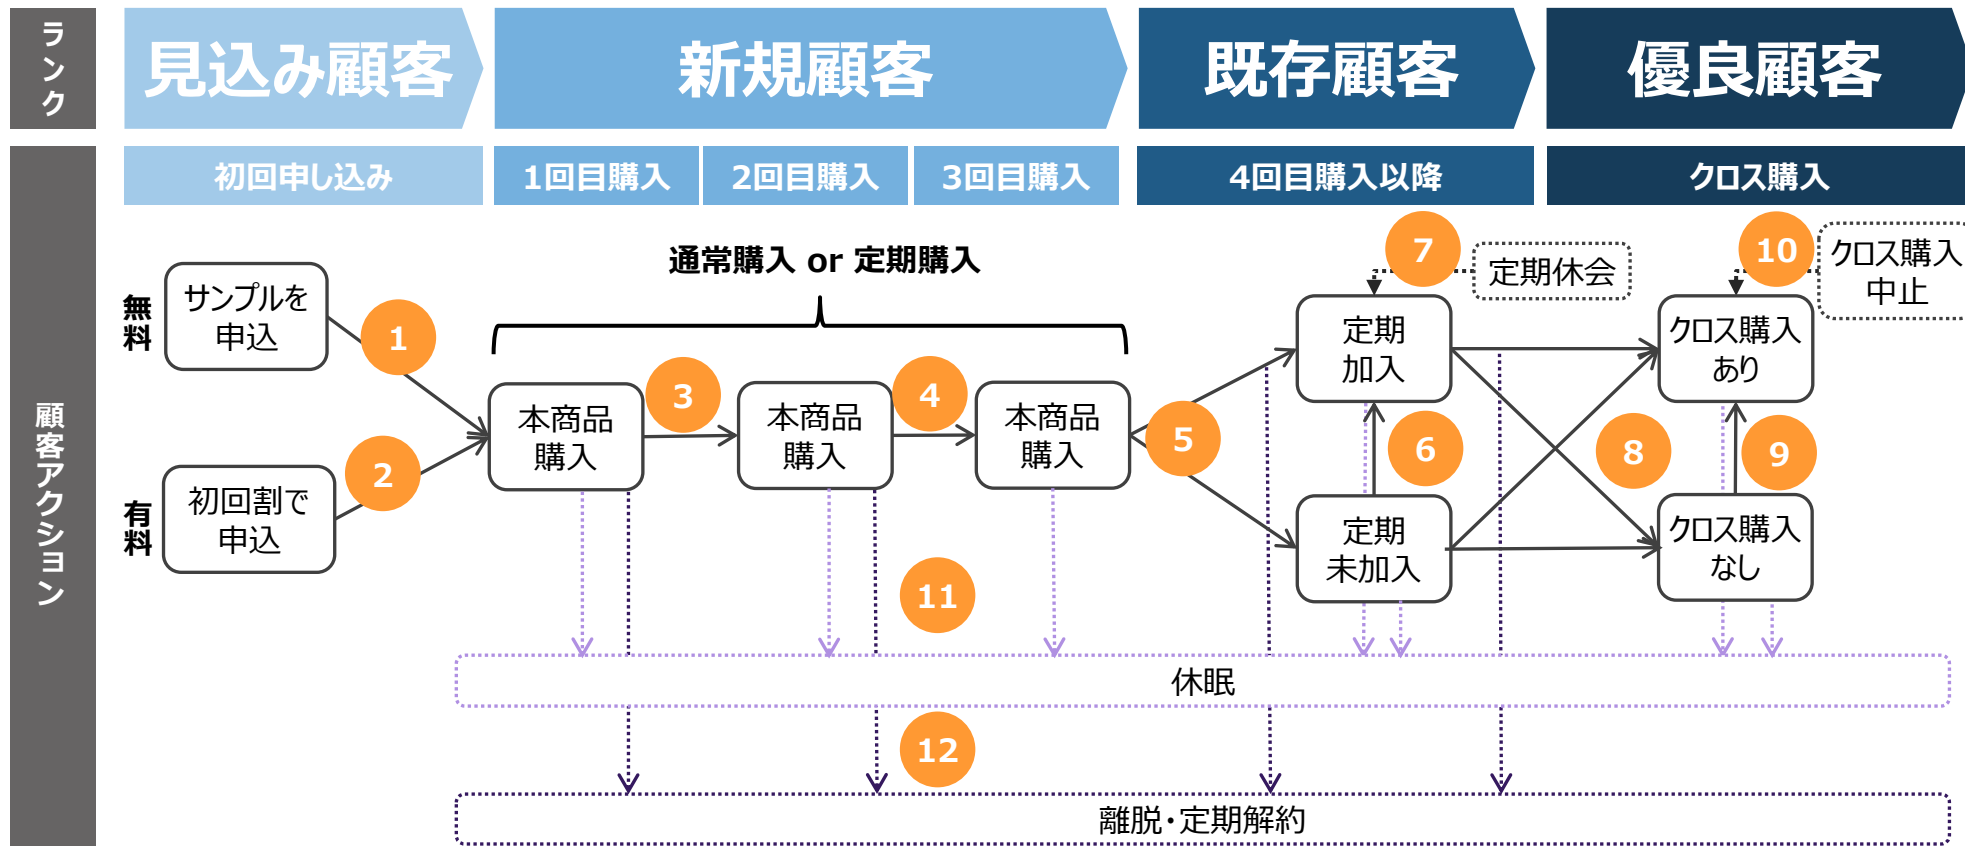 ランク
見込み顧客
新規顧客
既存顧客
優良顧客
顧客アクション
初回申し込み
1回目購入
2回目購入
3回目購入
4回目購入以降
クロス購入
通常購入 or 定期購入
無料
サンプルを
申込
1
有料
初回割で
申込
2
本商品
購入
3
本商品
購入
4
本商品
購入
5
7
定期休会
定期
加入
6
定期
未加入
8
10
クロス購入
中止
クロス購入
あり
9
クロス購入
なし
11
休眠
12
離脱・定期解約